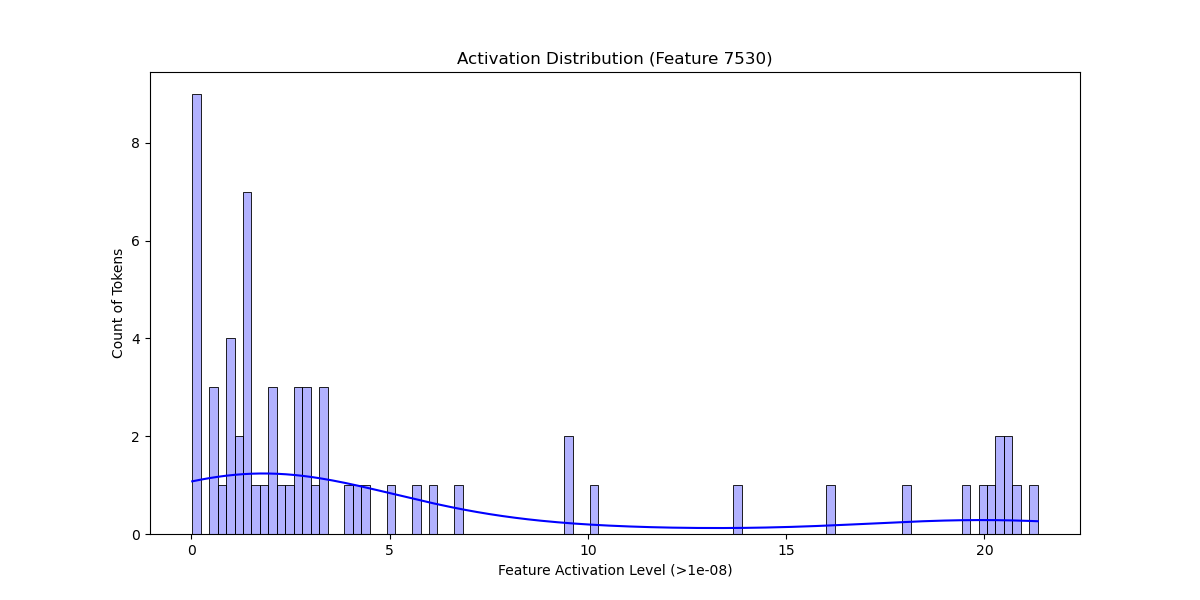 Activation Distribution (Feature 7530)
Count of Tokens
8
6
4
2
0
0 5 10 15 20
Feature Activation Level (>1e-08)